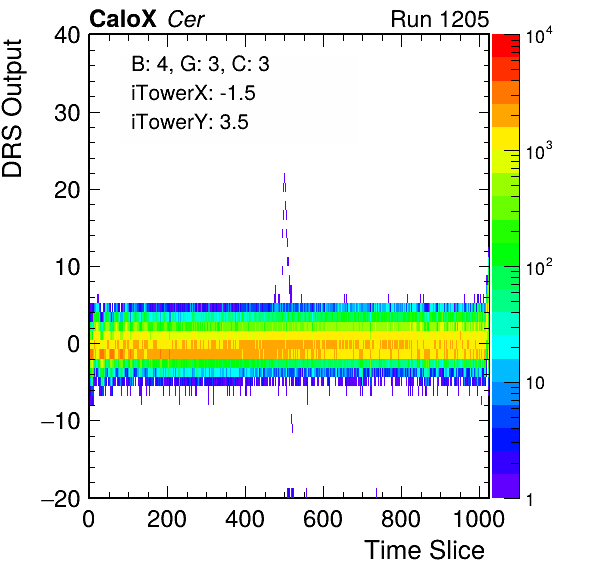 CaloX Cer Run 1205
B: 4, G: 3, C: 3
iTowerX: -1.5
iTowerY: 3.5
DRS Output
40
30
20
10
0
−10
−20
0 200 400 600 800 1000
Time Slice
10^4
10^3
10^2
10
1